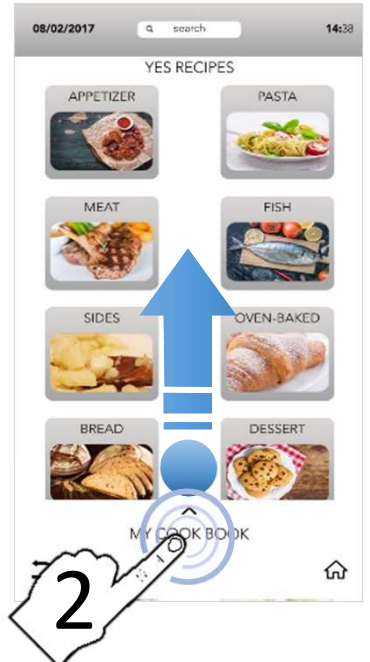 08/02/2017 search 14:38
YES RECIPES
APPETIZER PASTA
MEAT FISH
SIDES OVEN-BAKED
BREAD DESSERT
MY COOK BOOK
2